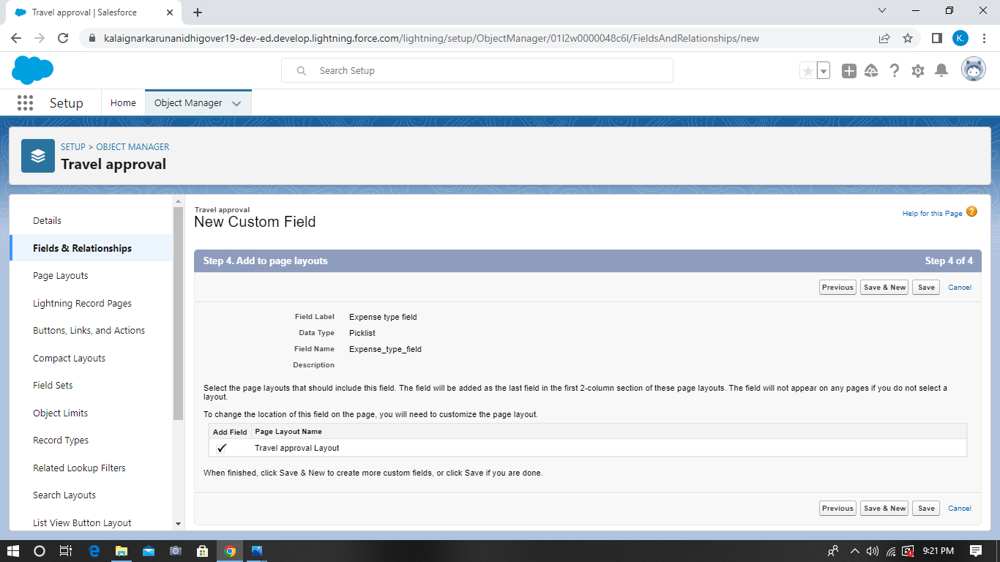 Travel approval | Salesforce
kalaignarkarunanidhigover19-dev-ed.develop.lightning.force.com/lightning/setup/ObjectManager/01I2w0000048c6I/FieldsAndRelationships/new
K.
Search Setup
Setup
Home
Object Manager
SETUP > OBJECT MANAGER
Travel approval
Details
Fields & Relationships
Page Layouts
Lightning Record Pages
Buttons, Links, and Actions
Compact Layouts
Field Sets
Object Limits
Record Types
Related Lookup Filters
Search Layouts
List View Button Layout
Travel approval
New Custom Field
Help for this Page
Step 4. Add to page layouts
Step 4 of 4
Previous Save & New Save Cancel
Field Label Expense type field
Data Type Picklist
Field Name Expense_type_field
Description
Select the page layouts that should include this field. The field will be added as the last field in the first 2-column section of these page layouts. The field will not appear on any pages if you do not select a
layout.
To change the location of this field on the page, you will need to customize the page layout.
Add Field Page Layout Name
Travel approval Layout
When finished, click Save & New to create more custom fields, or click Save if you are done.
Previous Save & New Save Cancel
9:21 PM